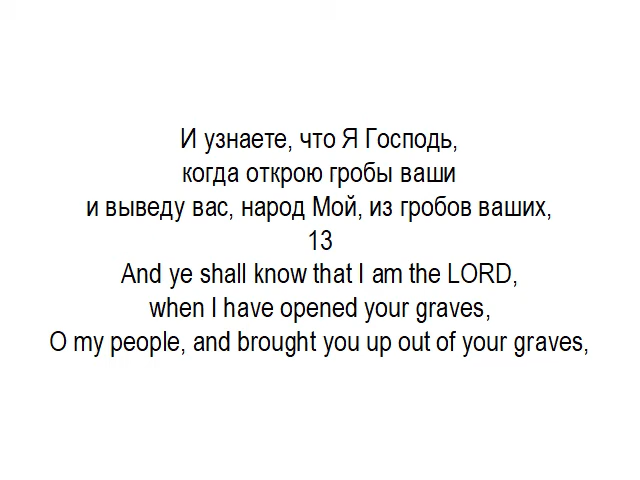 И узнаете, что Я Господь,
когда открою гробы ваши
и выведу вас, народ Мой, из гробов ваших,
13
And ye shall know that I am the LORD,
when I have opened your graves,
O my people, and brought you up out of your graves,